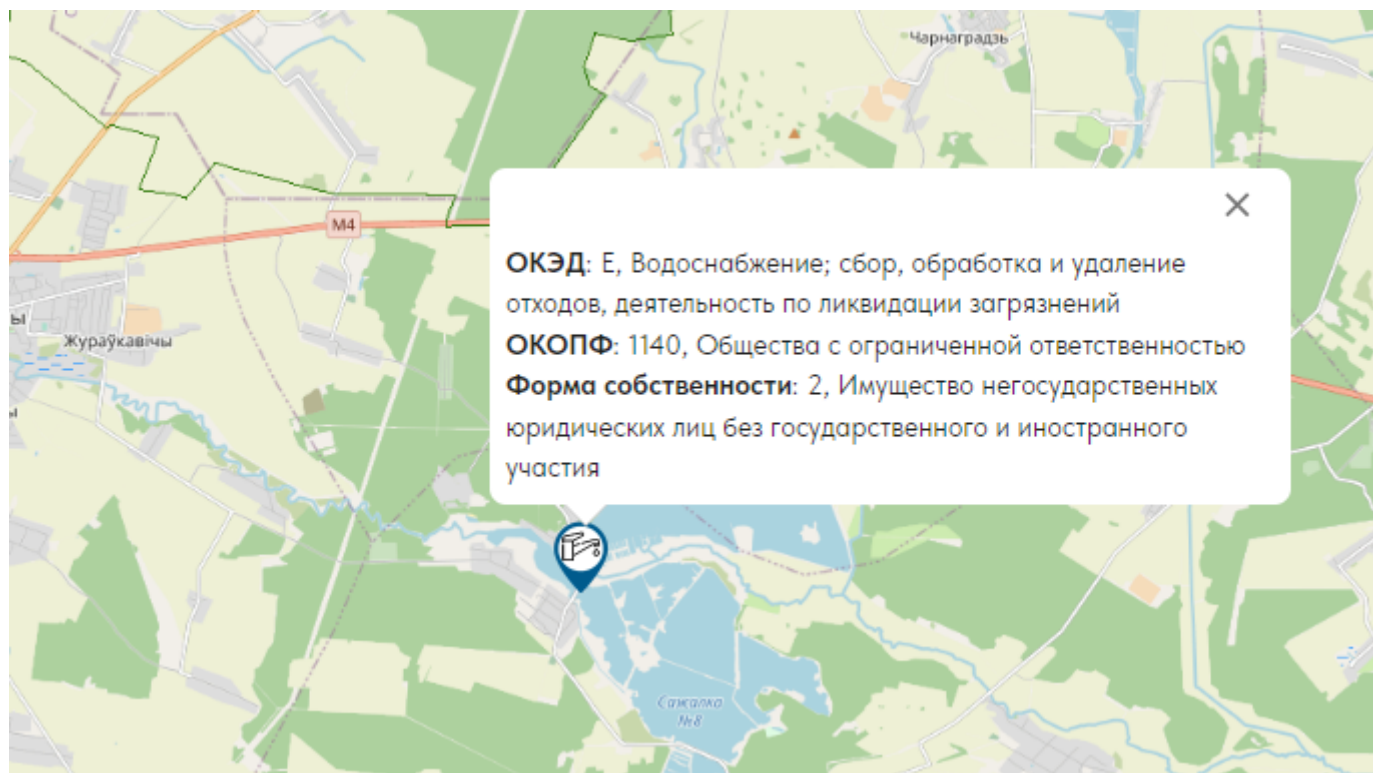 Чарнаградзь
M4
ы
Жураўкавічы
ОКЭД: E, Водоснабжение; сбор, обработка и удаление
отходов, деятельность по ликвидации загрязнений
ОКОПФ: 1140, Общества с ограниченной ответственностью
Форма собственности: 2, Имущество негосударственных
юридических лиц без государственного и иностранного
участия
Сажалка
№8